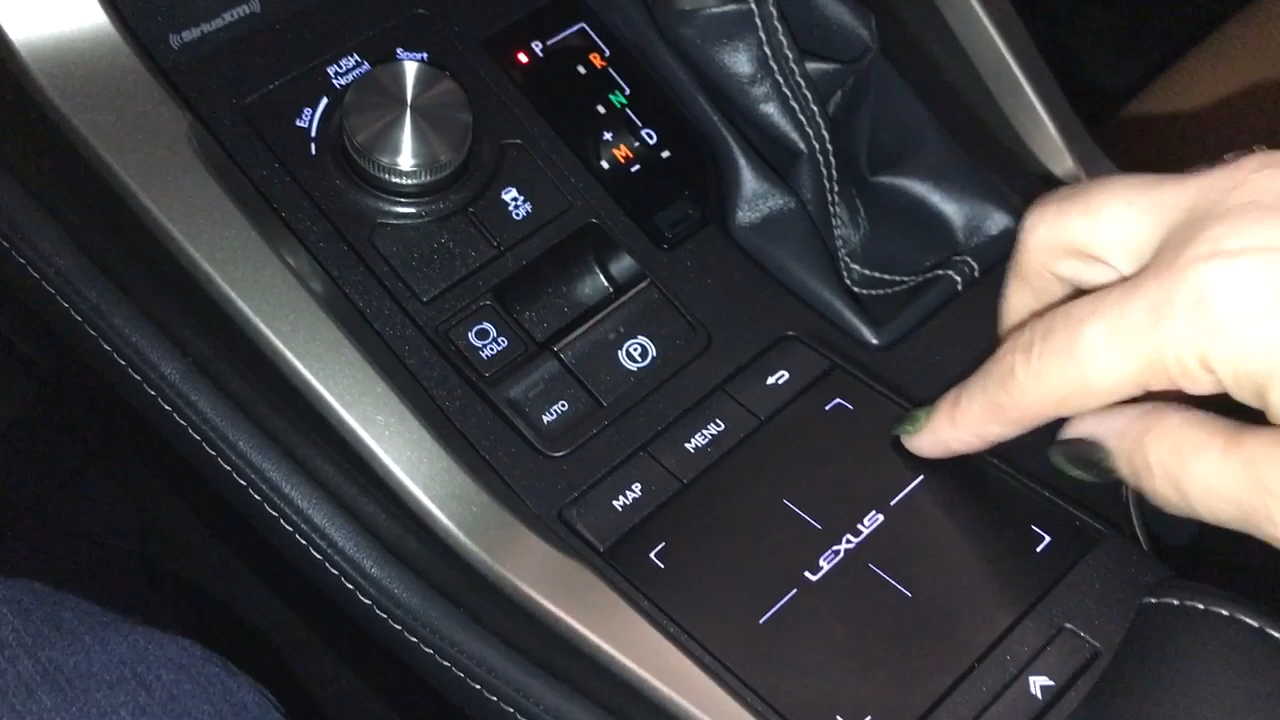 SiriusXM
PUSH
Normal
Sport
Eco
P
R
N
+
D
M
-
OFF
HOLD
P
AUTO
MENU
MAP
LEXUS